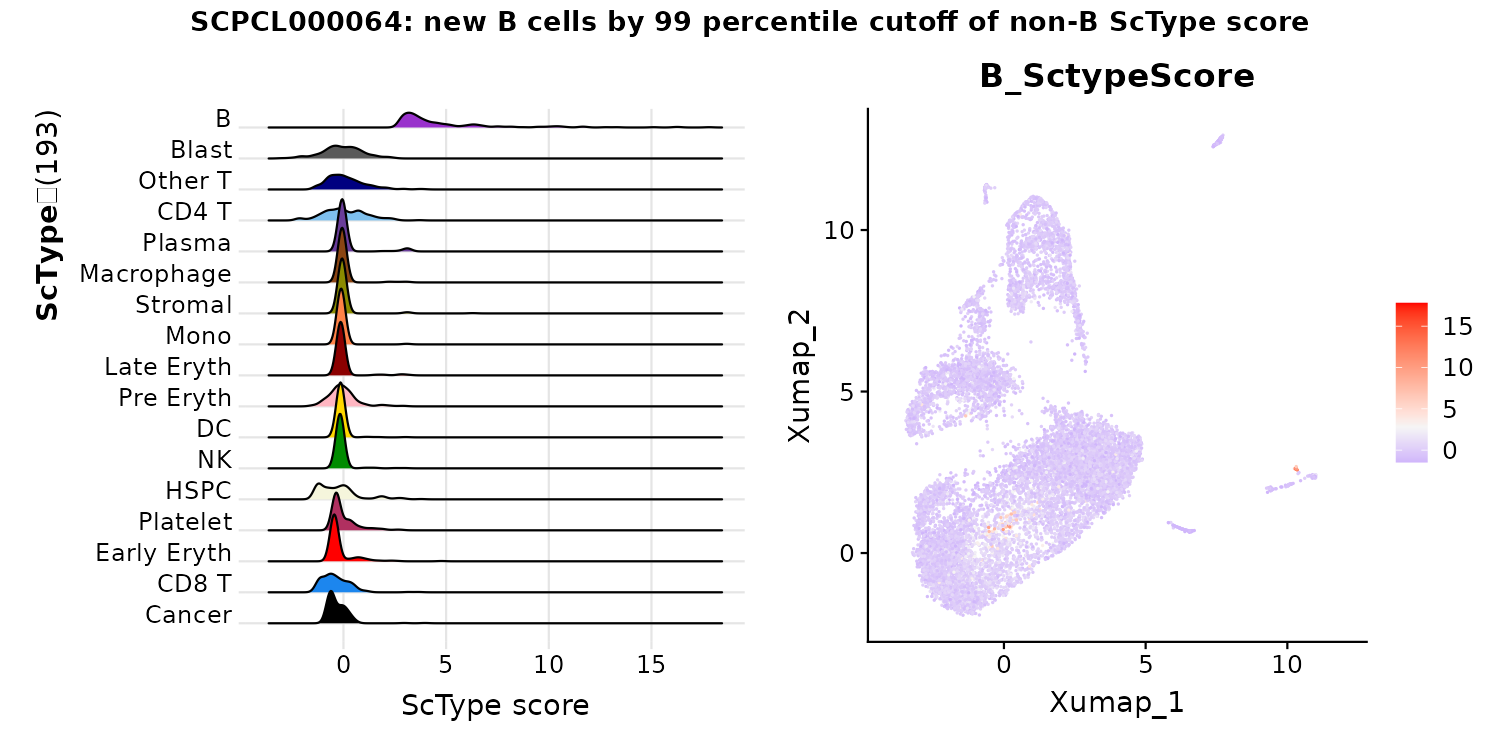 SCPCL000064: new B cells by 99 percentile cutoff of non-B ScType score
ScType□(193)
B
Blast
Other T
CD4 T
Plasma
Macrophage
Stromal
Mono
Late Eryth
Pre Eryth
DC
NK
HSPC
Platelet
Early Eryth
CD8 T
Cancer
0 5 10 15
ScType score
B_SctypeScore
Xumap_2
10
5
0
0 5 10
Xumap_1
15
10
5
0